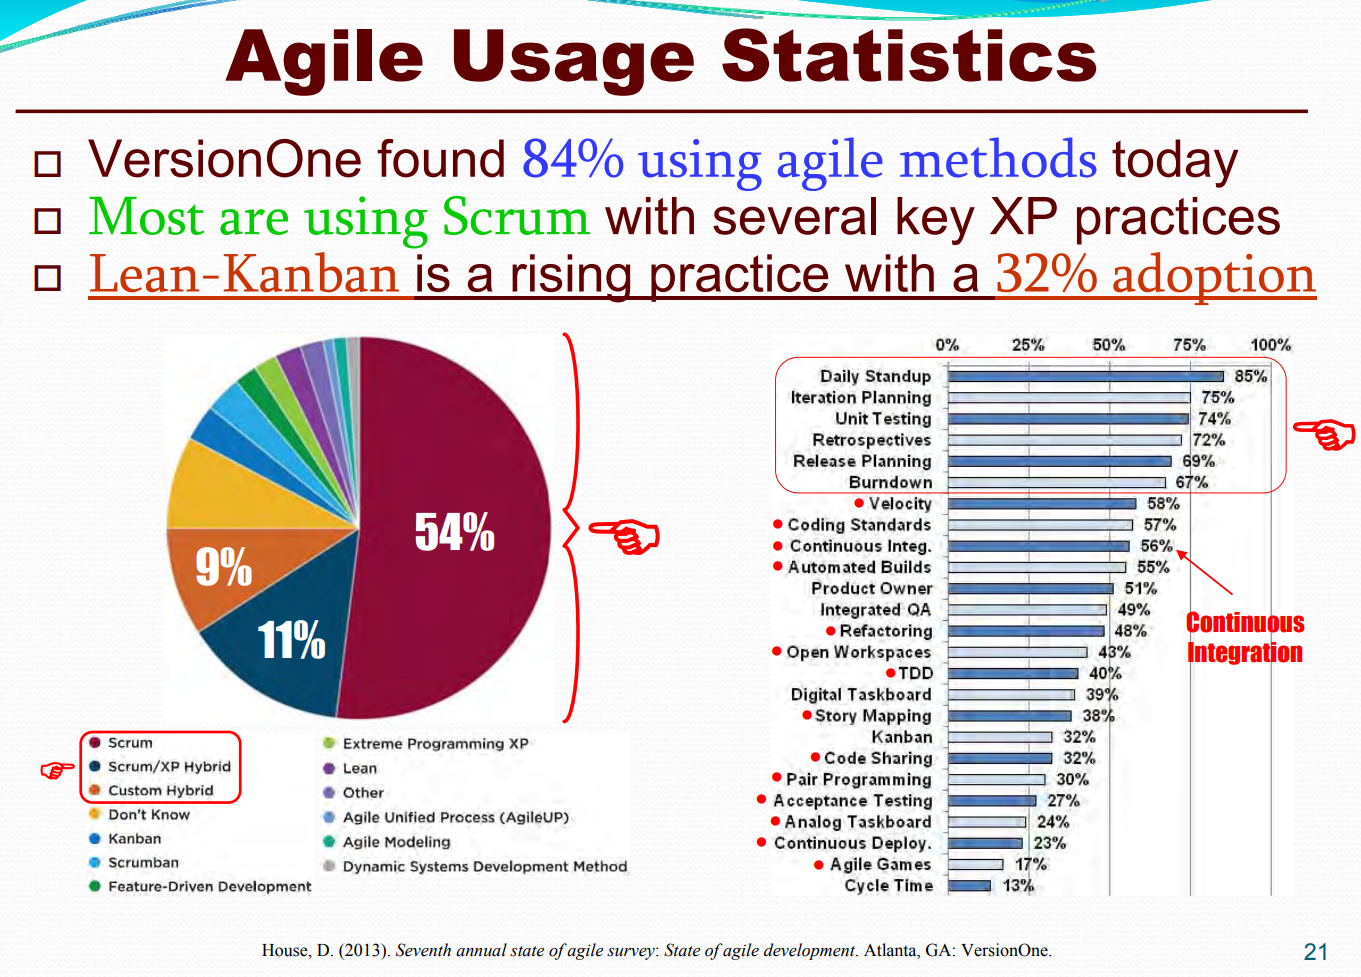 Agile Usage Statistics
VersionOne found 84% using agile methods today
Most are using Scrum with several key XP practices
Lean-Kanban is a rising practice with a 32% adoption
54%
9%
11%
Scrum
Scrum/XP Hybrid
Custom Hybrid
Don't Know
Kanban
Scrumban
Feature-Driven Development
Extreme Programming XP
Lean
Other
Agile Unified Process (AgileUP)
Agile Modeling
Dynamic Systems Development Method
0% 25% 50% 75% 100%
Daily Standup 85%
Iteration Planning 75%
Unit Testing 74%
Retrospectives 72%
Release Planning 69%
Burndown 67%
Velocity 58%
Coding Standards 57%
Continuous Integ. 56%
Automated Builds 55%
Product Owner 51%
Integrated QA 49%
Refactoring 48%
Open Workspaces 43%
TDD 40%
Digital Taskboard 39%
Story Mapping 38%
Kanban 32%
Code Sharing 32%
Pair Programming 30%
Acceptance Testing 27%
Analog Taskboard 24%
Continuous Deploy. 23%
Agile Games 17%
Cycle Time 13%
Continuous
Integration
House, D. (2013). Seventh annual state of agile survey: State of agile development. Atlanta, GA: VersionOne.
21